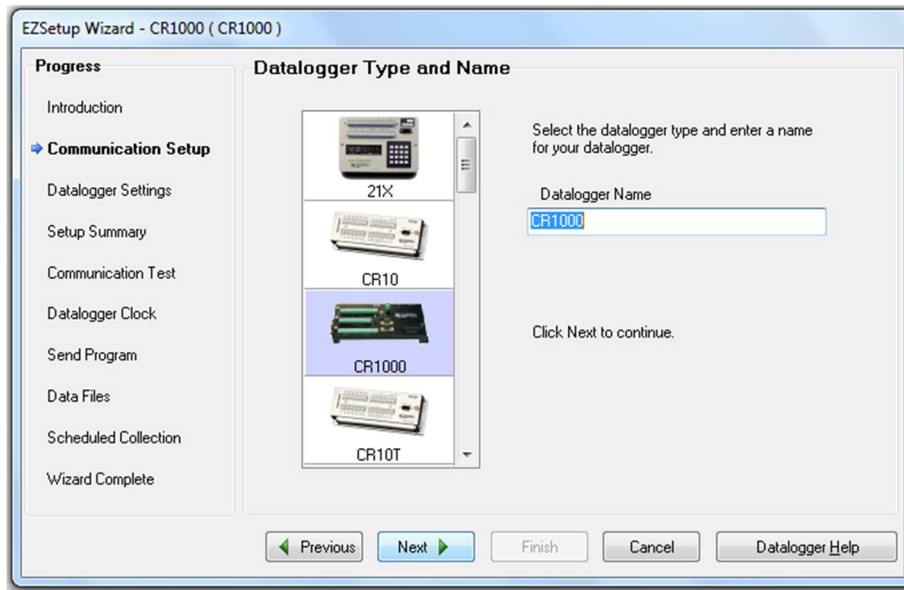 EZSetup Wizard - CR1000 ( CR1000 )
Progress
Introduction
Communication Setup
Datalogger Settings
Setup Summary
Communication Test
Datalogger Clock
Send Program
Data Files
Scheduled Collection
Wizard Complete
Datalogger Type and Name
21X
CR10
CR1000
CR10T
Select the datalogger type and enter a name
for your datalogger.
Datalogger Name
CR1000
Click Next to continue.
Previous
Next
Finish
Cancel
Datalogger Help